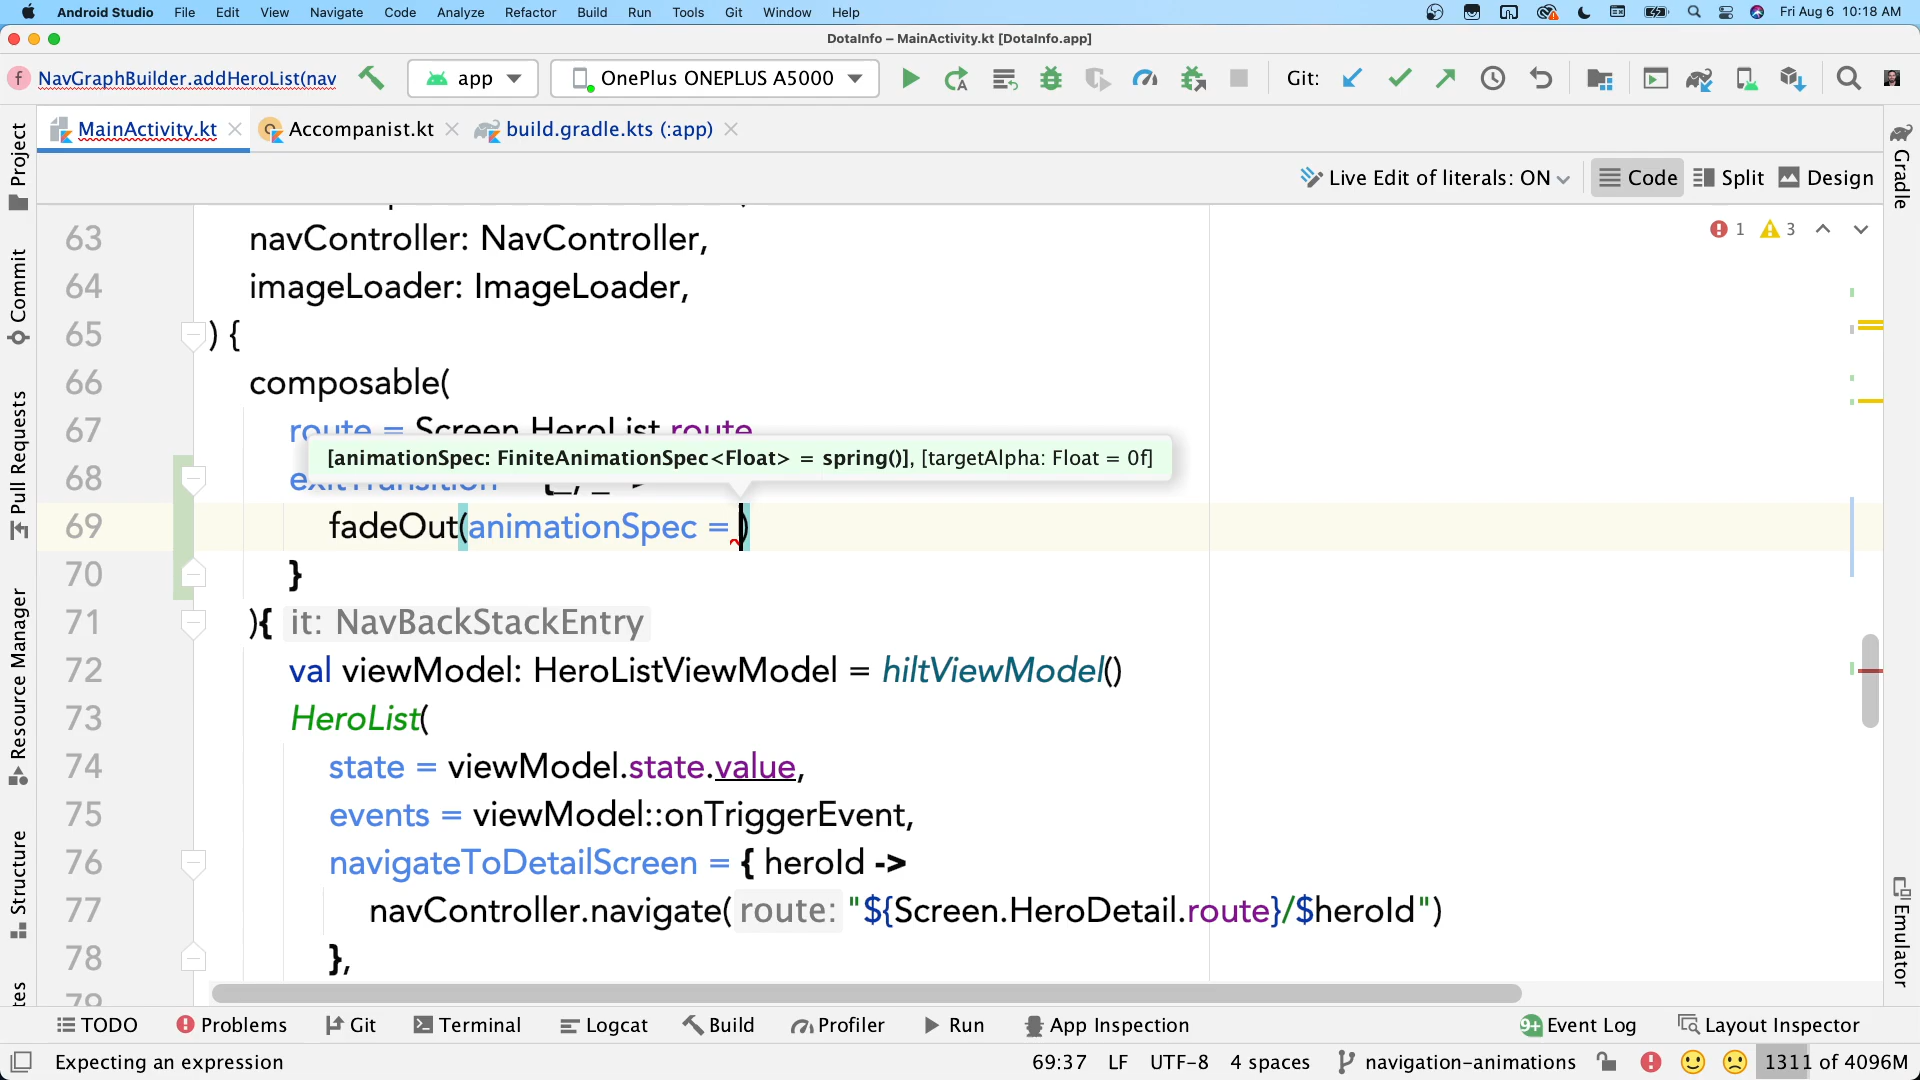 Android Studio File Edit View Navigate Code Analyze Refactor Build Run Tools Git Window Help Fri Aug 6 10:18 AM
DotaInfo – MainActivity.kt [DotaInfo.app]
NavGraphBuilder.addHeroList(nav app OnePlus ONEPLUS A5000 Git:
MainActivity.kt Accompanist.kt build.gradle.kts (:app)
Live Edit of literals: ON Code Split Design
Project
Commit
Pull Requests
Resource Manager
Structure
Gradle
Emulator
1 3
63 navController: NavController,
64 imageLoader: ImageLoader,
65 ) {
66 composable(
67 route = Screen.HeroList.route
[animationSpec: FiniteAnimationSpec<Float> = spring()], [targetAlpha: Float = 0f]
68 exitTransition = {_, _ ->
69 fadeOut(animationSpec = )
70 }
71 ){ it: NavBackStackEntry
72 val viewModel: HeroListViewModel = hiltViewModel()
73 HeroList(
74 state = viewModel.state.value,
75 events = viewModel::onTriggerEvent,
76 navigateToDetailScreen = { heroId ->
77 navController.navigate( route: "${Screen.HeroDetail.route}/$heroId")
78 },
79
TODO Problems Git Terminal Logcat Build Profiler Run App Inspection 9+ Event Log Layout Inspector
Expecting an expression 69:37 LF UTF-8 4 spaces navigation-animations 1311 of 4096M